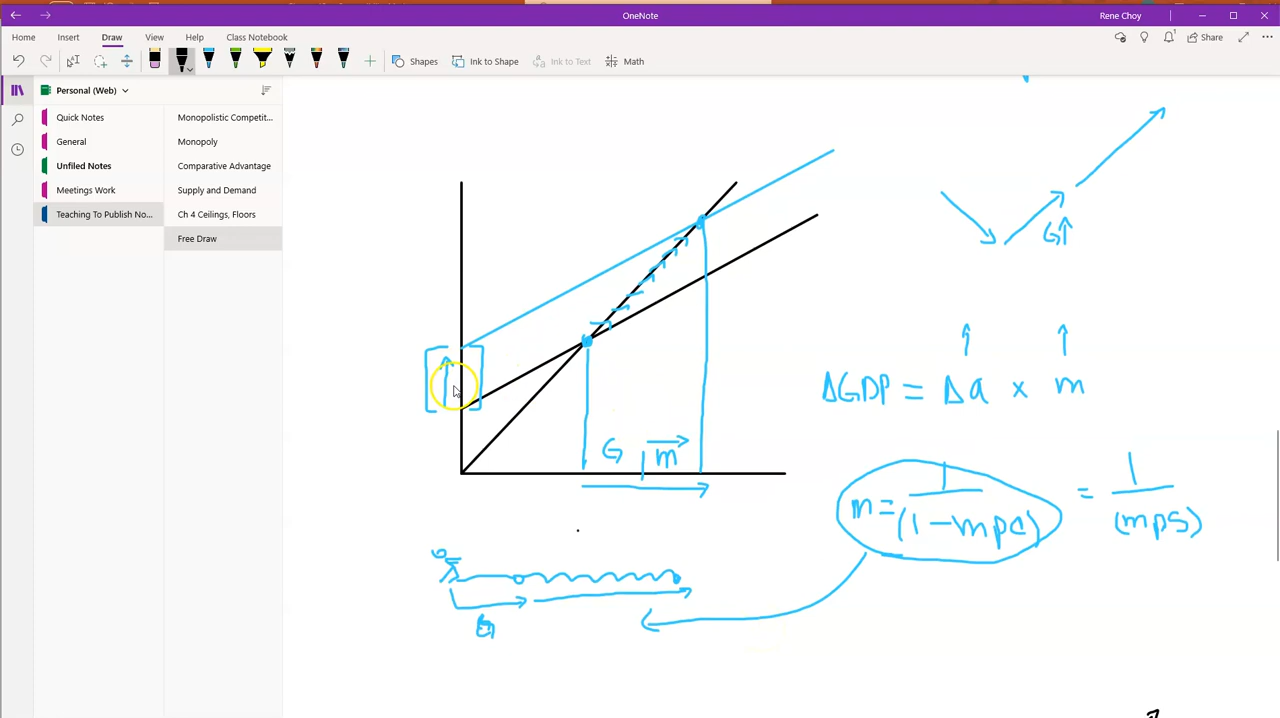 OneNote
Rene Choy
Home Insert Draw View Help Class Notebook
Share
Shapes
Ink to Shape
Ink to Text
Math
Personal (Web)
Quick Notes
General
Unfiled Notes
Meetings Work
Teaching To Publish No...
Monopolistic Competit...
Monopoly
Comparative Advantage
Supply and Demand
Ch 4 Ceilings, Floors
Free Draw
G↑
ΔGDP = Δa × m
G m
m = 1/(1-mpc) = 1/(mps)
G